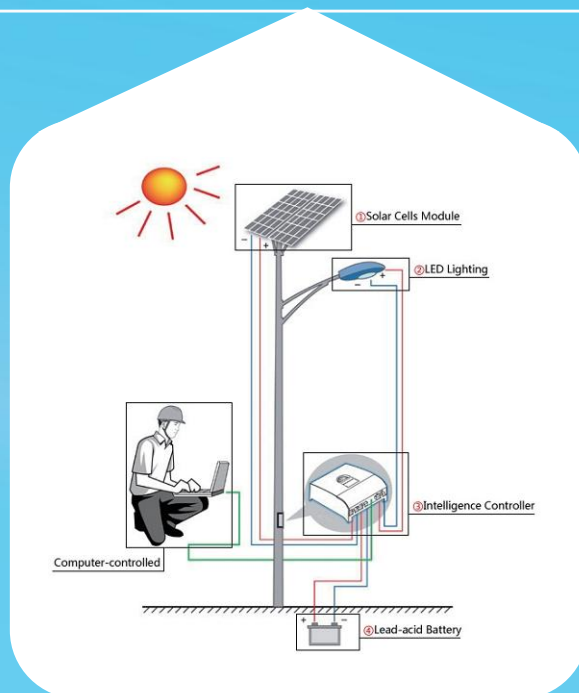 ①Solar Cells Module
− +
②LED Lighting
− +
③Intelligence Controller
Computer-controlled
+ −
④Lead-acid Battery